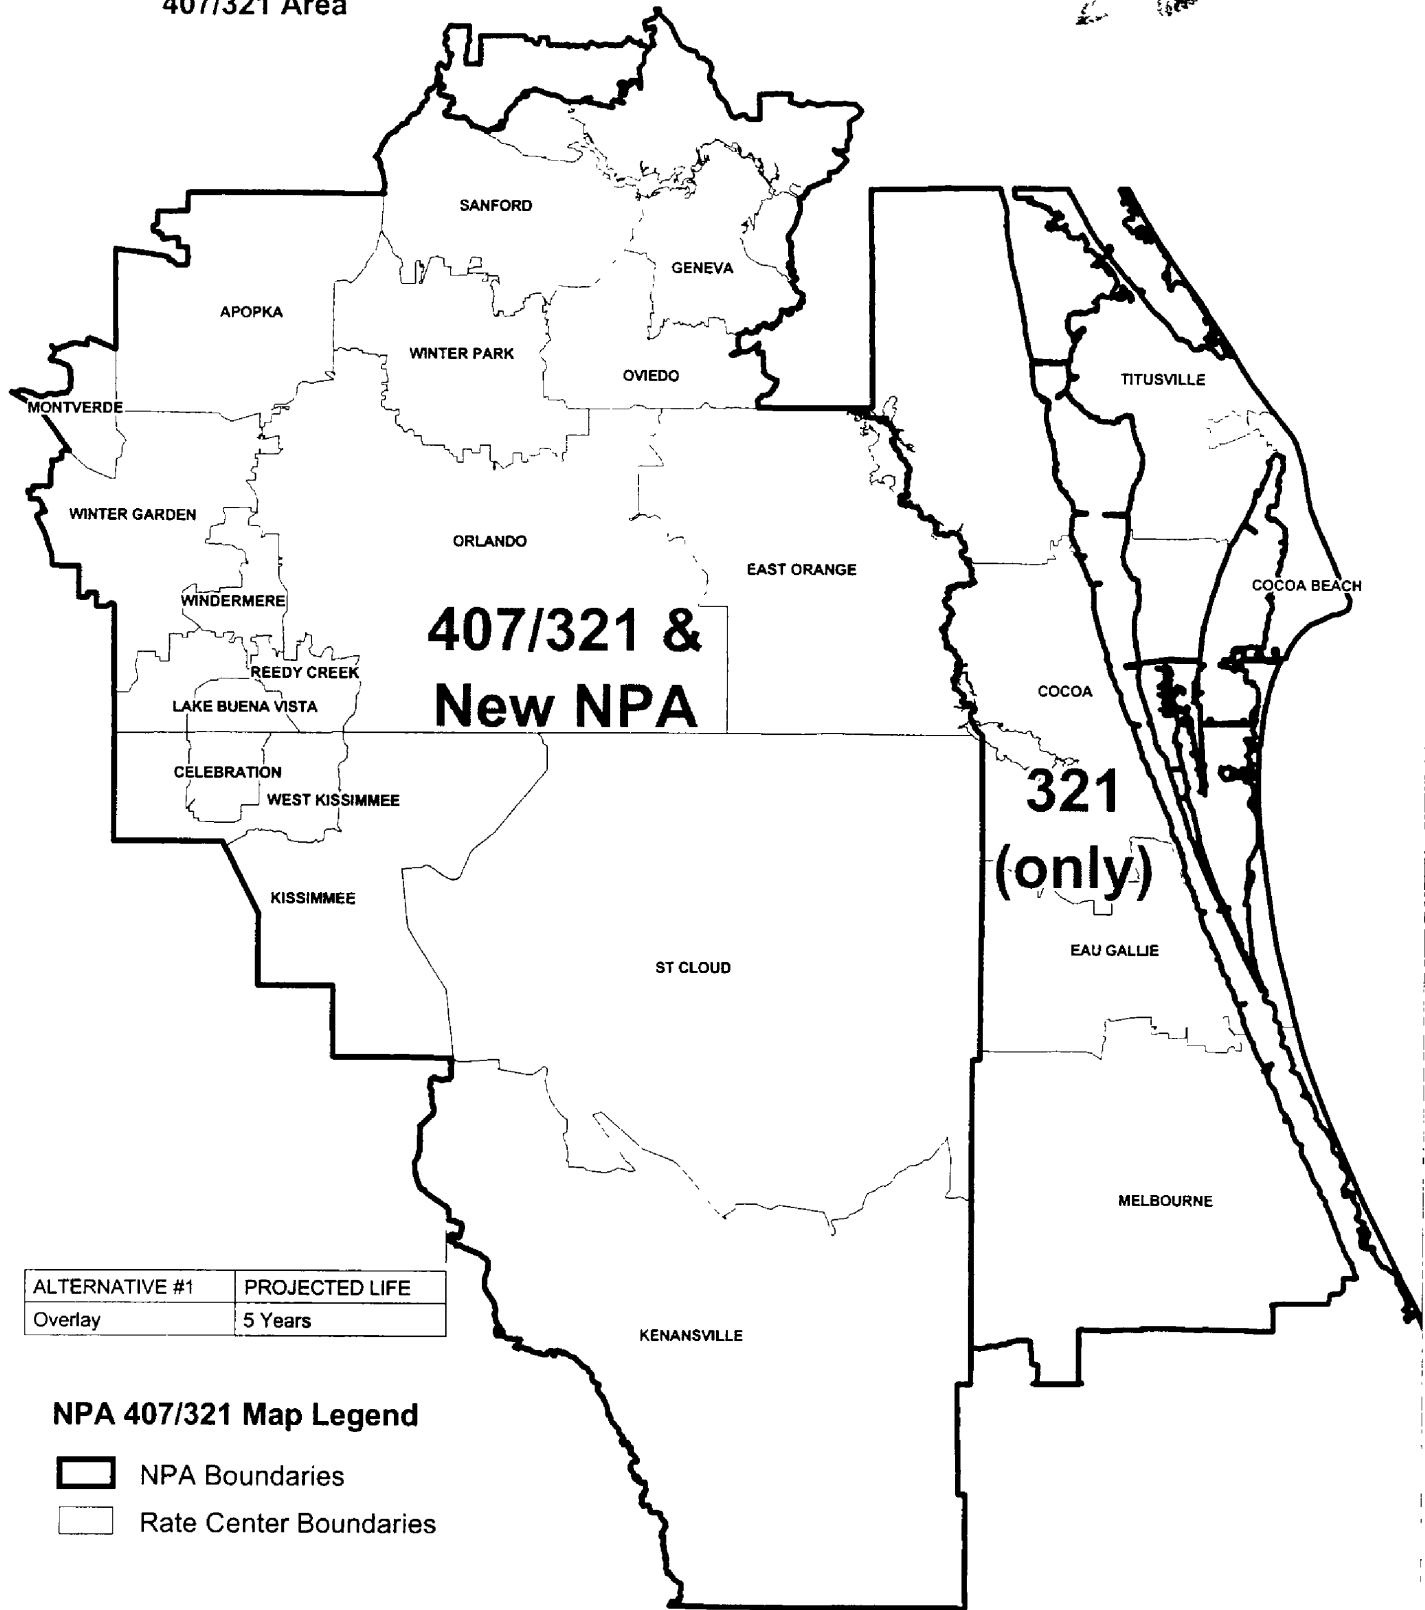 407/321 Area
SANFORD
GENEVA
APOPKA
WINTER PARK
OVIEDO
TITUSVILLE
MONTVERDE
WINTER GARDEN
ORLANDO
EAST ORANGE
COCOA BEACH
WINDERMERE
407/321 &
New NPA
REEDY CREEK
COCOA
LAKE BUENA VISTA
CELEBRATION
WEST KISSIMMEE
321
(only)
KISSIMMEE
EAU GALLIE
ST CLOUD
MELBOURNE
ALTERNATIVE #1 PROJECTED LIFE
Overlay 5 Years
KENANSVILLE
NPA 407/321 Map Legend
NPA Boundaries
Rate Center Boundaries